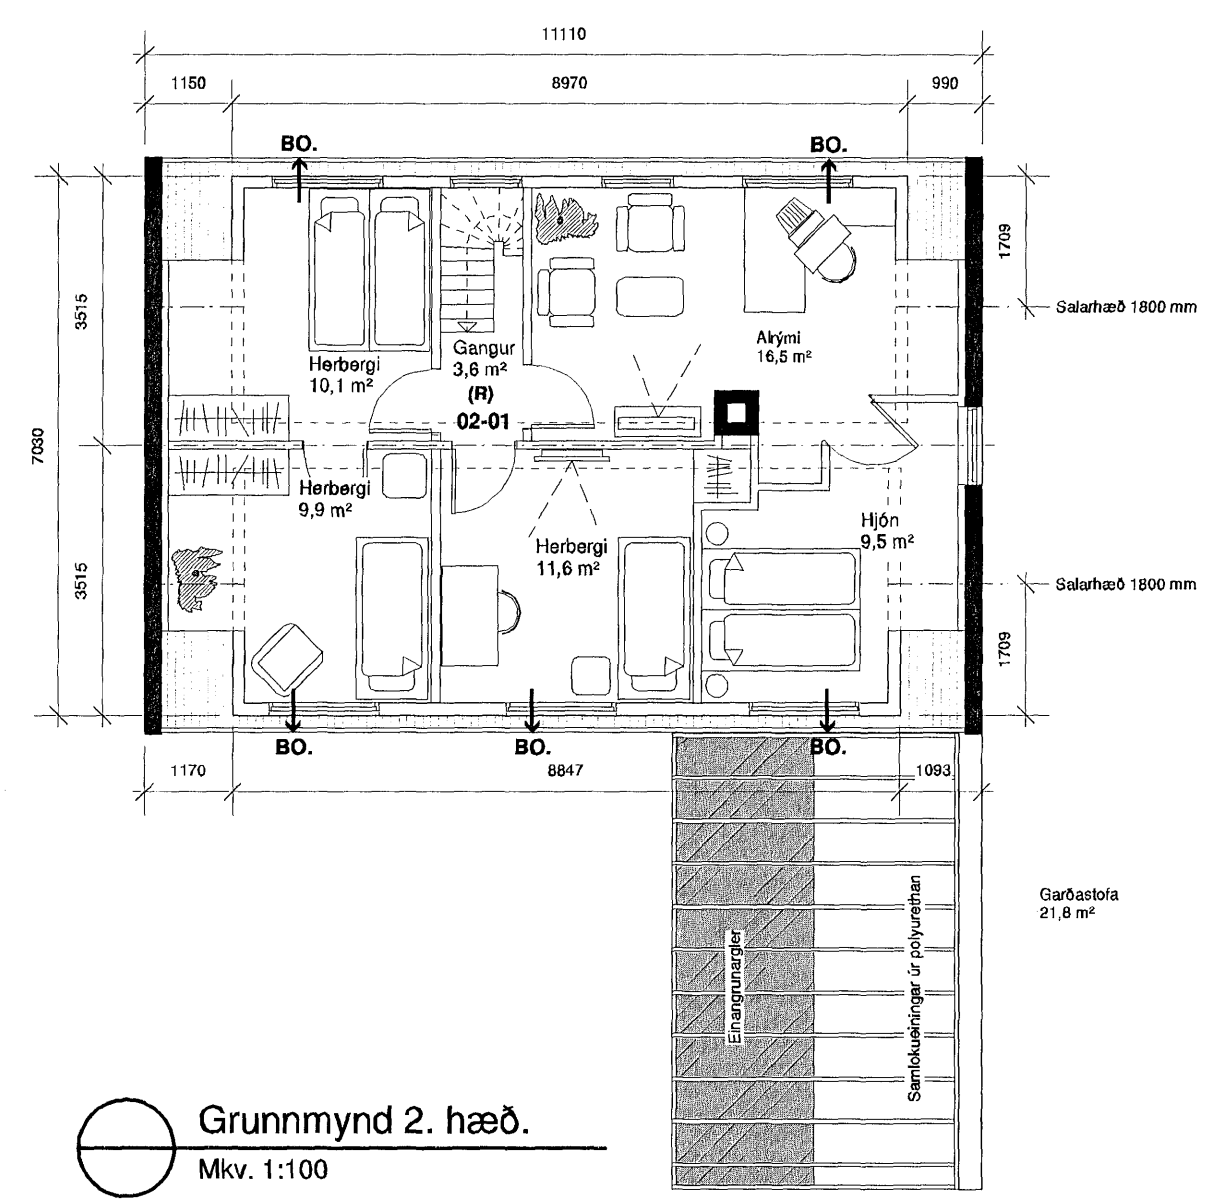 11110
1150
8970
990
BO.
BO.
1709
3515
Salarhæð 1800 mm
Alrými
16,5 m²
Gangur
3,6 m²
(R)
02-01
Herbergi
10,1 m²
7030
Herbergi
9,9 m²
Herbergi
11,6 m²
Hjón
9,5 m²
3515
Salarhæð 1800 mm
1709
BO.
BO.
BO.
1170
8847
1093
Garðastofa
21,8 m²
Einangrunargler
Samlokueiningar úr polyurethan
Grunnmynd 2. hæð.
Mkv. 1:100